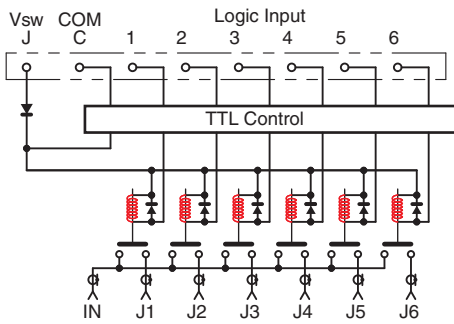 Vsw COM Logic Input
J C 1 2 3 4 5 6
TTL Control
IN J1 J2 J3 J4 J5 J6